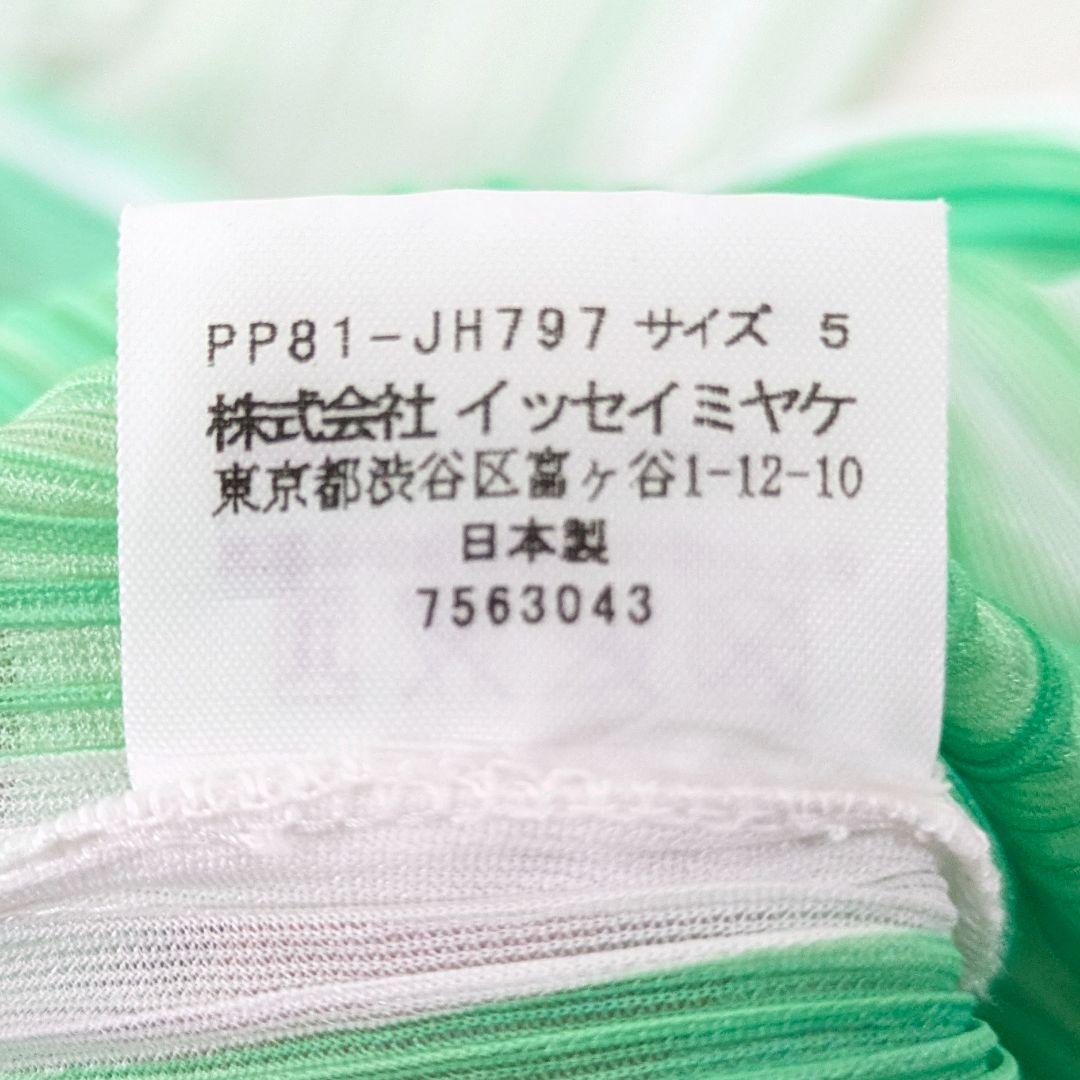 PP81-JH797 サイズ 5
株式会社 イッセイミヤケ
東京都渋谷区富ヶ谷1-12-10
日本製
7563043